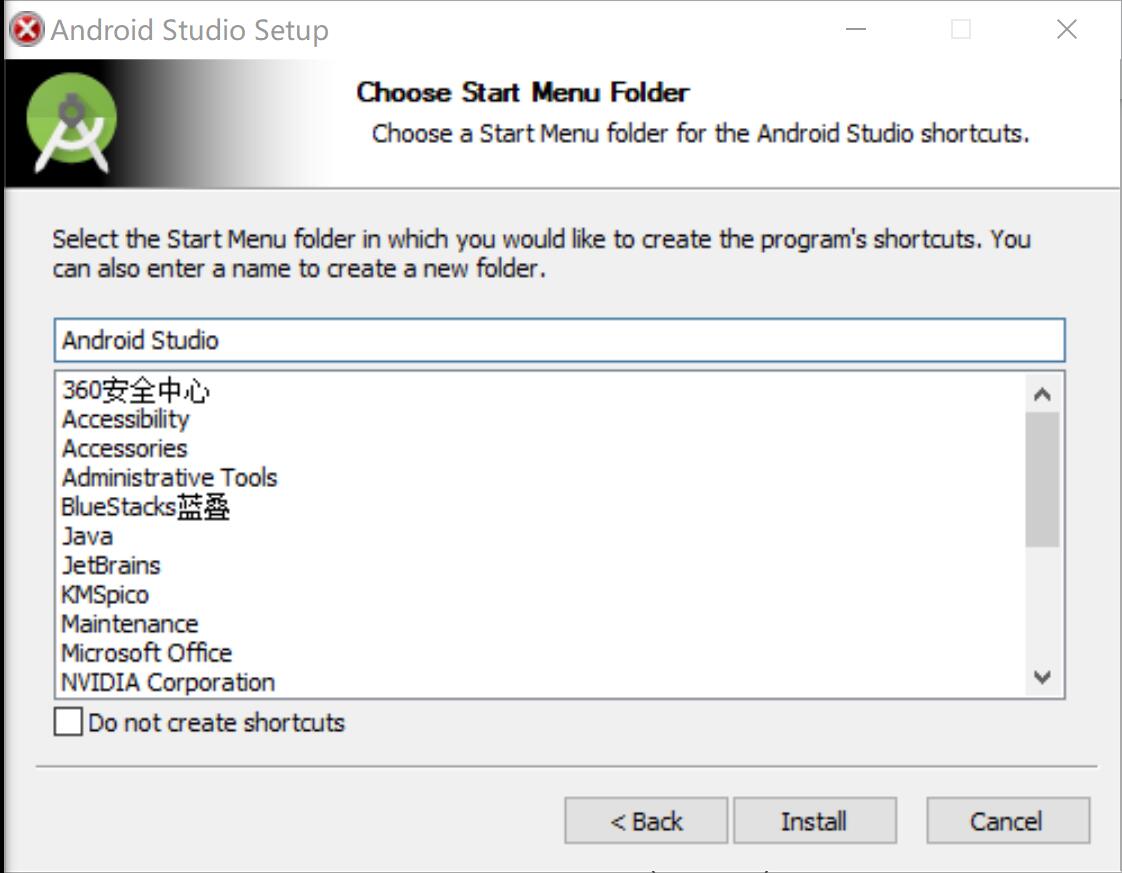 Android Studio Setup
Choose Start Menu Folder
Choose a Start Menu folder for the Android Studio shortcuts.
Select the Start Menu folder in which you would like to create the program's shortcuts. You
can also enter a name to create a new folder.
Android Studio
360安全中心
Accessibility
Accessories
Administrative Tools
BlueStacks蓝叠
Java
JetBrains
KMSpico
Maintenance
Microsoft Office
NVIDIA Corporation
Do not create shortcuts
< Back
Install
Cancel